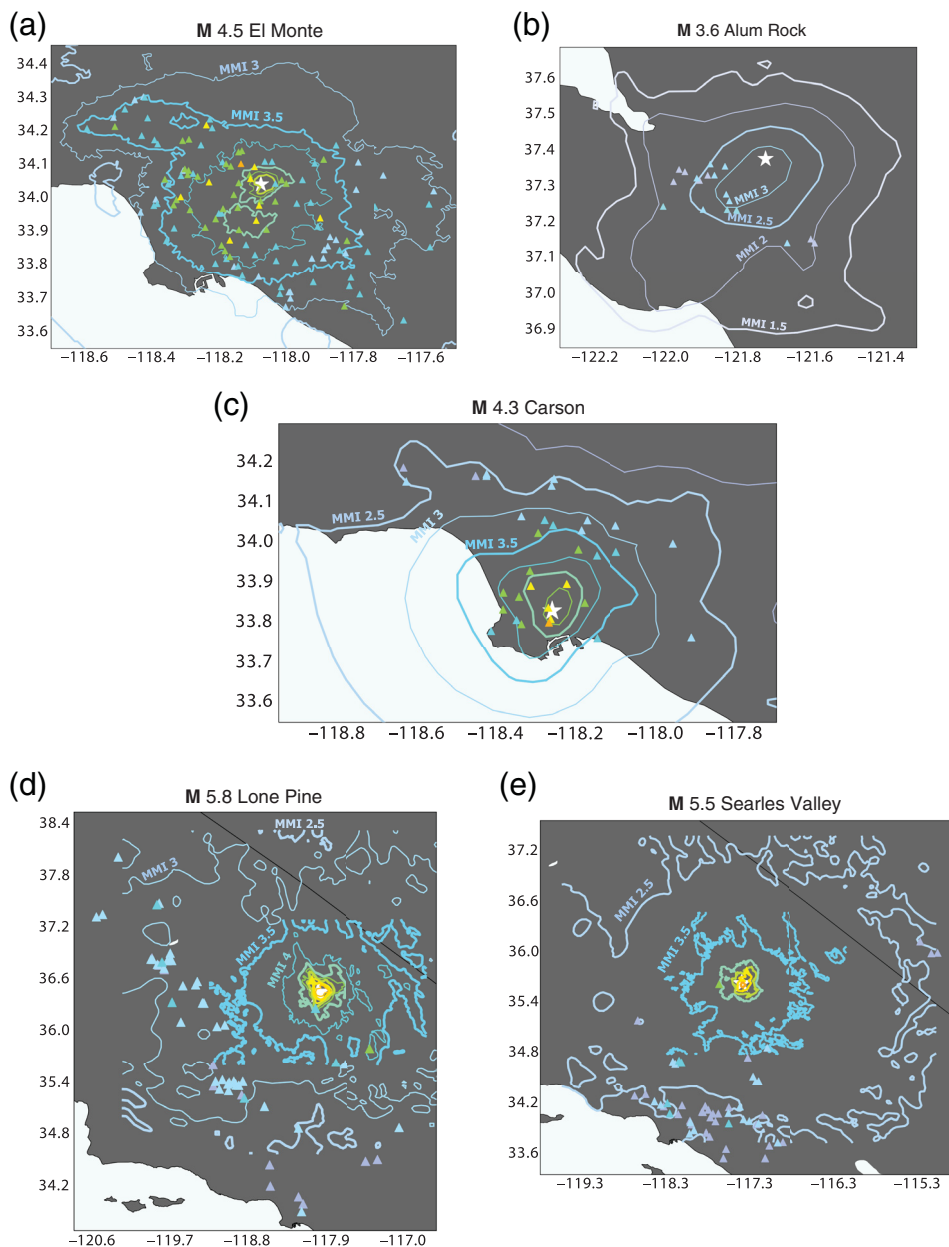 (a)
M 4.5 El Monte
34.4
34.3
34.2
34.1
34.0
33.9
33.8
33.7
33.6
MMI 3
MMI 3.5
−118.6
−118.4
−118.2
−118.0
−117.8
−117.6
(b)
M 3.6 Alum Rock
37.6
37.5
37.4
37.3
37.2
37.1
37.0
36.9
MMI 3
MMI 2.5
MMI 2
MMI 1.5
−122.2
−122.0
−121.8
−121.6
−121.4
(c)
M 4.3 Carson
34.2
34.1
34.0
33.9
33.8
33.7
33.6
MMI 2.5
MMI 3
MMI 3.5
−118.8
−118.6
−118.4
−118.2
−118.0
−117.8
(d)
M 5.8 Lone Pine
38.4
37.8
37.2
36.6
36.0
35.4
34.8
34.2
MMI 2.5
MMI 3
MMI 3.5
MMI 4
−120.6
−119.7
−118.8
−117.9
−117.0
(e)
M 5.5 Searles Valley
37.2
36.6
36.0
35.4
34.8
34.2
33.6
MMI 2.5
MMI 3.5
−119.3
−118.3
−117.3
−116.3
−115.3